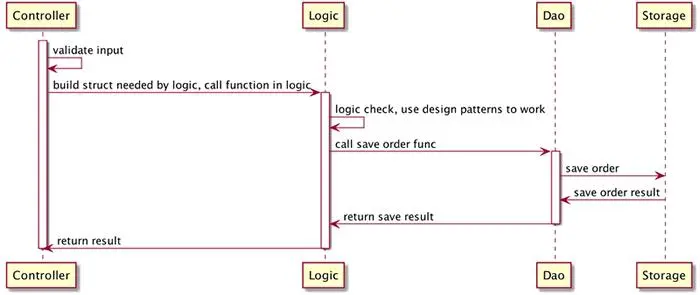 Controller
Logic
Dao
Storage
validate input
build struct needed by logic, call function in logic
logic check, use design patterns to work
call save order func
save order
save order result
return save result
return result
Controller
Logic
Dao
Storage